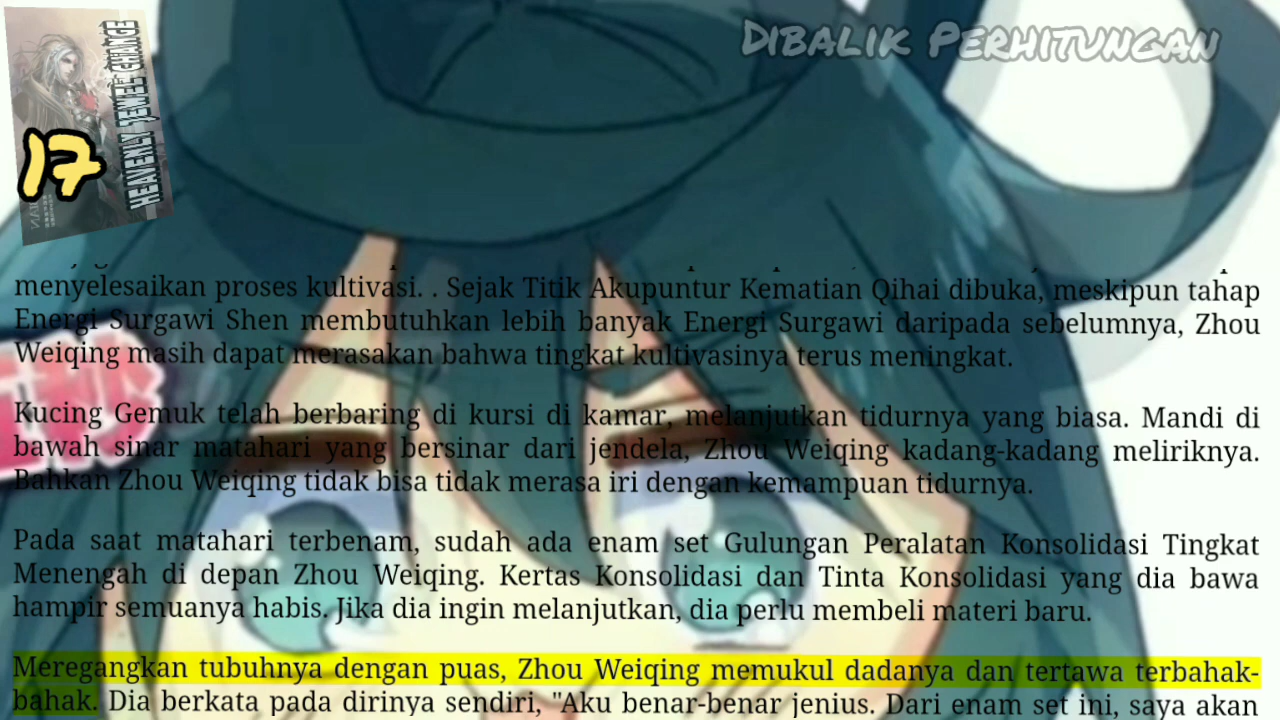 DIBALIK PERHITUNGAN
HEAVENLY JEWEL CHANGE
17
menyelesaikan proses kultivasi. . Sejak Titik Akupuntur Kematian Qihai dibuka, meskipun tahap
Energi Surgawi Shen membutuhkan lebih banyak Energi Surgawi daripada sebelumnya, Zhou
Weiqing masih dapat merasakan bahwa tingkat kultivasinya terus meningkat.
Kucing Gemuk telah berbaring di kursi di kamar, melanjutkan tidurnya yang biasa. Mandi di
bawah sinar matahari yang bersinar dari jendela, Zhou Weiqing kadang-kadang meliriknya.
Bahkan Zhou Weiqing tidak bisa tidak merasa iri dengan kemampuan tidurnya.
Pada saat matahari terbenam, sudah ada enam set Gulungan Peralatan Konsolidasi Tingkat
Menengah di depan Zhou Weiqing. Kertas Konsolidasi dan Tinta Konsolidasi yang dia bawa
hampir semuanya habis. Jika dia ingin melanjutkan, dia perlu membeli materi baru.
Meregangkan tubuhnya dengan puas, Zhou Weiqing memukul dadanya dan tertawa terbahak-
bahak. Dia berkata pada dirinya sendiri, "Aku benar-benar jenius. Dari enam set ini, saya akan